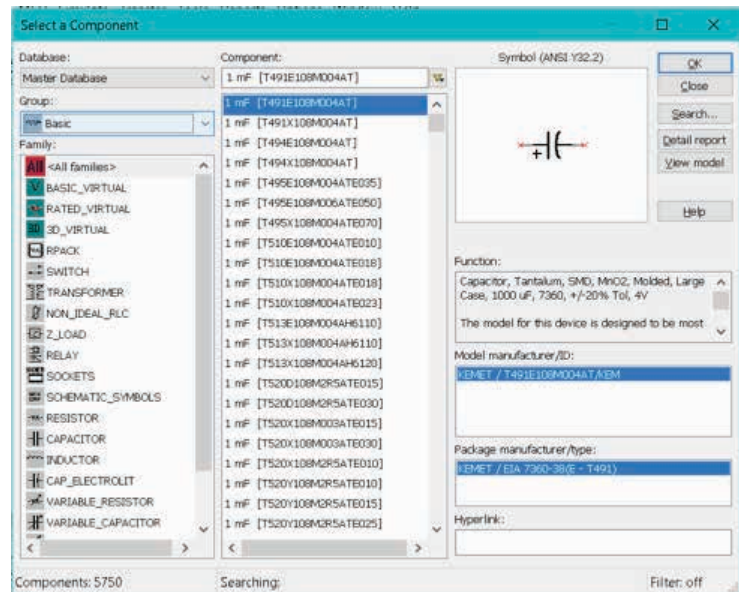 Select a Component
Database:
Master Database
Group:
Basic
Family:
All <All families>
V BASIC_VIRTUAL
RATED_VIRTUAL
3D 3D_VIRTUAL
RPACK
SWITCH
TRANSFORMER
NON_IDEAL_RLC
Z_LOAD
RELAY
SOCKETS
SCHEMATIC_SYMBOLS
RESISTOR
CAPACITOR
INDUCTOR
CAP_ELECTROLIT
VARIABLE_RESISTOR
VARIABLE_CAPACITOR
Component:
1 mF [T491E108M004AT]
1 mF [T491E108M004AT]
1 mF [T491X108M004AT]
1 mF [T494E108M004AT]
1 mF [T494X108M004AT]
1 mF [T495E108M004ATE035]
1 mF [T495E108M006ATE050]
1 mF [T495X108M004ATE070]
1 mF [T510E108M004ATE010]
1 mF [T510E108M004ATE018]
1 mF [T510X108M004ATE018]
1 mF [T510X108M004ATE023]
1 mF [T513E108M004AH6110]
1 mF [T513X108M004AH6110]
1 mF [T513X108M004AH6120]
1 mF [T520D108M2R5ATE015]
1 mF [T520D108M2R5ATE030]
1 mF [T520X108M003ATE015]
1 mF [T520X108M003ATE030]
1 mF [T520X108M2R5ATE010]
1 mF [T520Y108M2R5ATE010]
1 mF [T520Y108M2R5ATE015]
1 mF [T520Y108M2R5ATE025]
Symbol (ANSI Y32.2)
+
Function:
Capacitor, Tantalum, SMD, MnO2, Molded, Large
Case, 1000 uF, 7360, +/-20% Tol, 4V
The model for this device is designed to be most
Model manufacturer/ID:
KEMET / T491E108M004AT/KEM
Package manufacturer/type:
KEMET / EIA 7360-38(E - T491)
Hyperlink:
OK
Close
Search...
Detail report
View model
Help
Components: 5750
Searching:
Filter: off